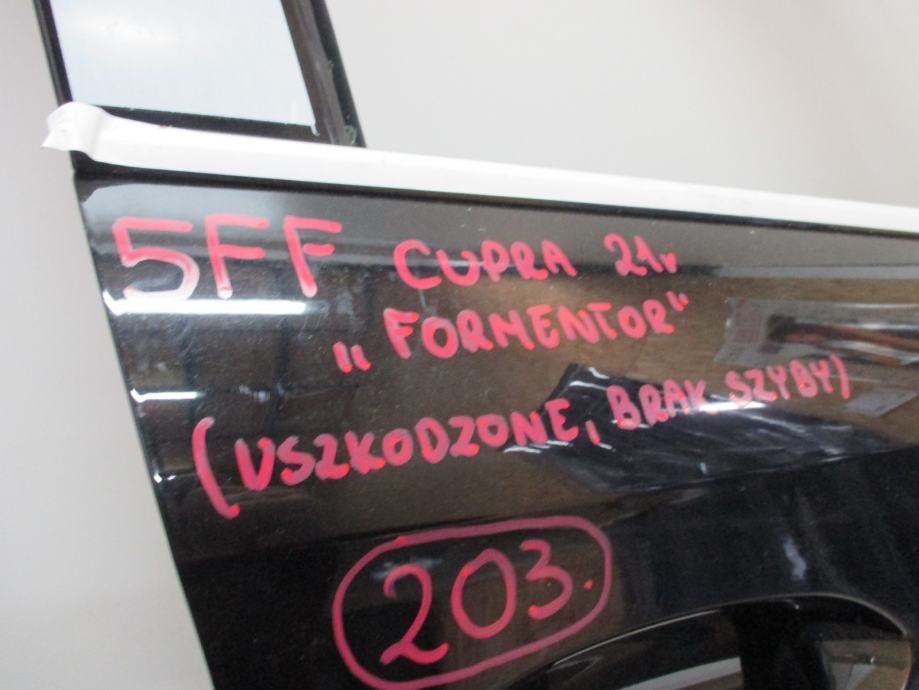 5FF CUPRA 21r
„FORMENTOR"
(USZKODZONE, BRAK SZYBY)
203.